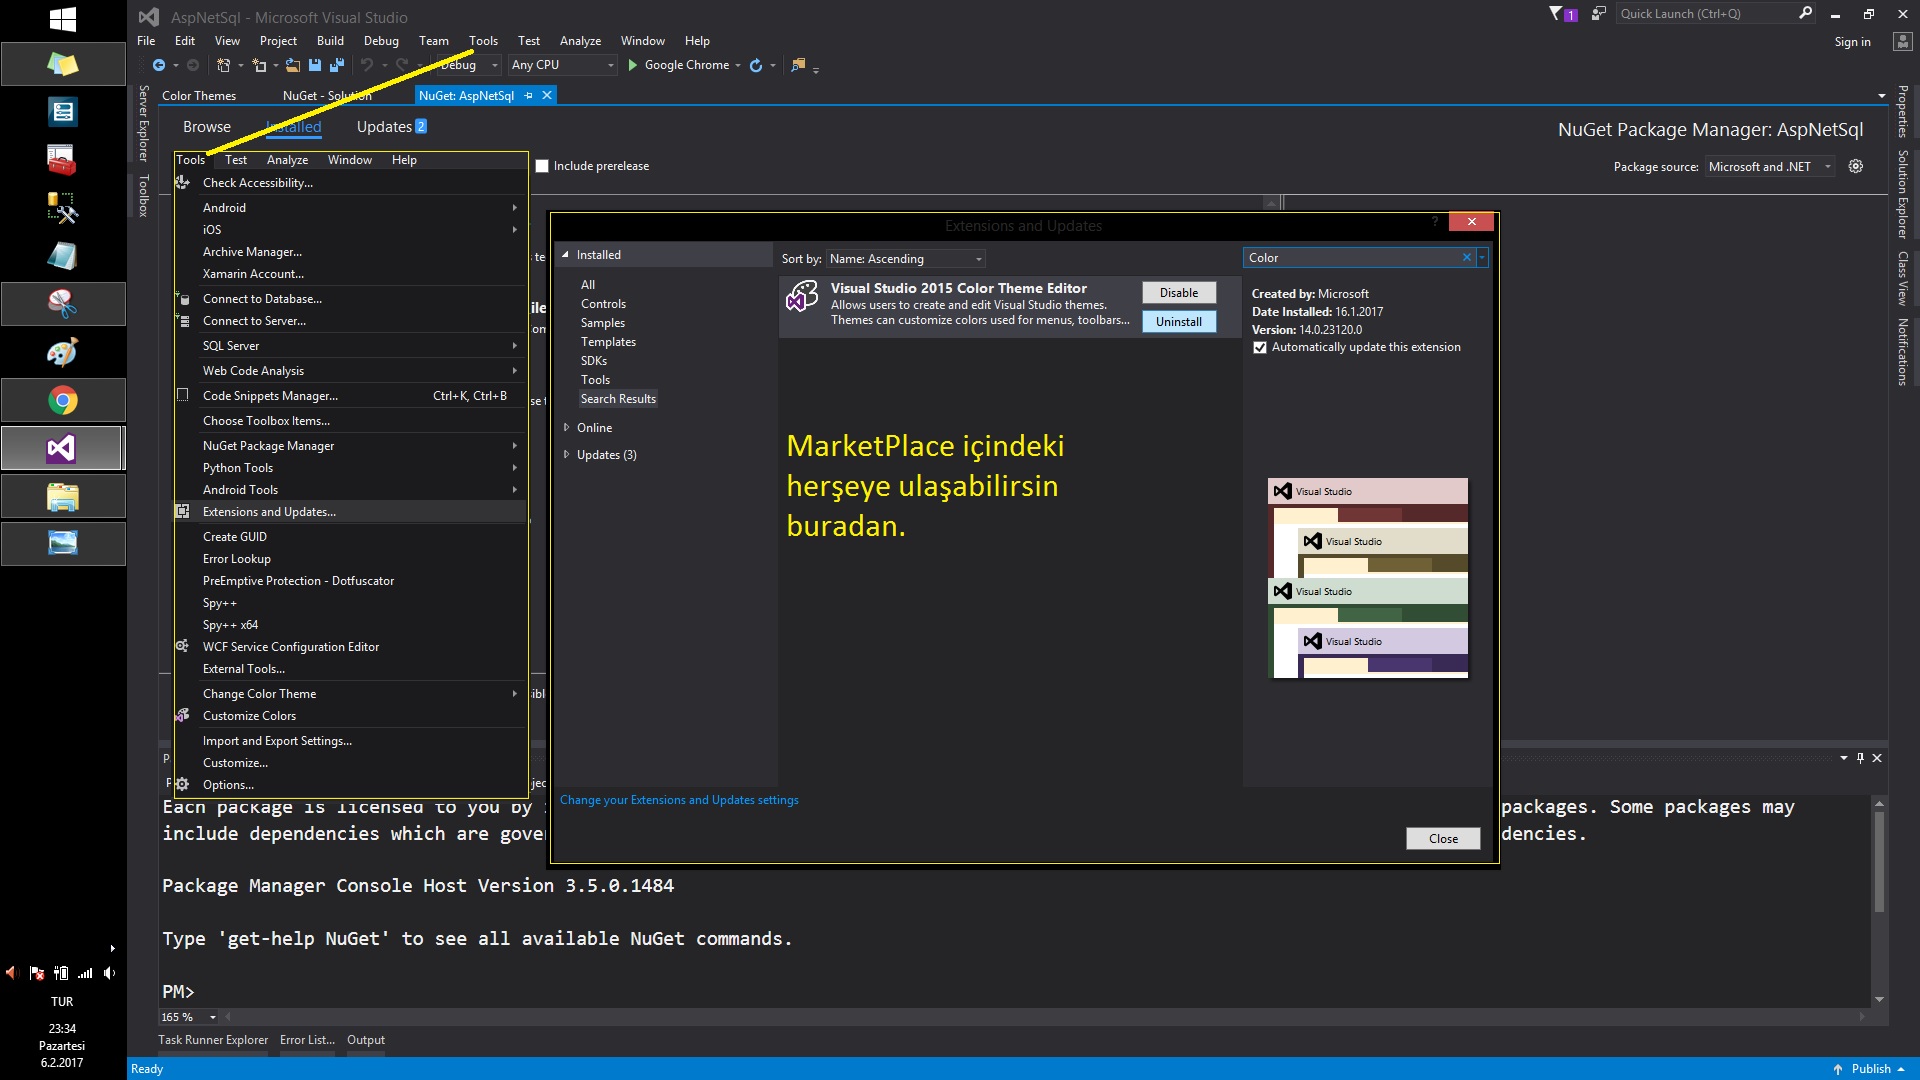 AspNetSql - Microsoft Visual Studio
1
Quick Launch (Ctrl+Q)
File Edit View Project Build Debug Team Tools Test Analyze Window Help
Sign in
Debug Any CPU Google Chrome
Server Explorer
Toolbox
Color Themes NuGet - Solution NuGet: AspNetSql
Browse Installed Updates 2
NuGet Package Manager: AspNetSql
Include prerelease
Package source: Microsoft and .NET
Properties
Solution Explorer
Class View
Notifications
Tools Test Analyze Window Help
Check Accessibility...
Android
iOS
Archive Manager...
Xamarin Account...
Connect to Database...
Connect to Server...
SQL Server
Web Code Analysis
Code Snippets Manager... Ctrl+K, Ctrl+B
Choose Toolbox Items...
NuGet Package Manager
Python Tools
Android Tools
Extensions and Updates...
Create GUID
Error Lookup
PreEmptive Protection - Dotfuscator
Spy++
Spy++ x64
WCF Service Configuration Editor
External Tools...
Change Color Theme
Customize Colors
Import and Export Settings...
Customize...
Options...
Extensions and Updates
?
Installed
All
Controls
Samples
Templates
SDKs
Tools
Search Results
Online
Updates (3)
Sort by: Name: Ascending
Color
Visual Studio 2015 Color Theme Editor
Allows users to create and edit Visual Studio themes.
Themes can customize colors used for menus, toolbars...
Disable
Uninstall
Created by: Microsoft
Date Installed: 16.1.2017
Version: 14.0.23120.0
Automatically update this extension
MarketPlace içindeki
herşeye ulaşabilirsin
buradan.
Visual Studio
Visual Studio
Visual Studio
Visual Studio
Change your Extensions and Updates settings
Close
Each package is licensed to you by packages. Some packages may
include dependencies which are gove dencies.
Package Manager Console Host Version 3.5.0.1484
Type 'get-help NuGet' to see all available NuGet commands.
PM>
165 %
Task Runner Explorer Error List... Output
Ready
Publish
TUR
23:34
Pazartesi
6.2.2017